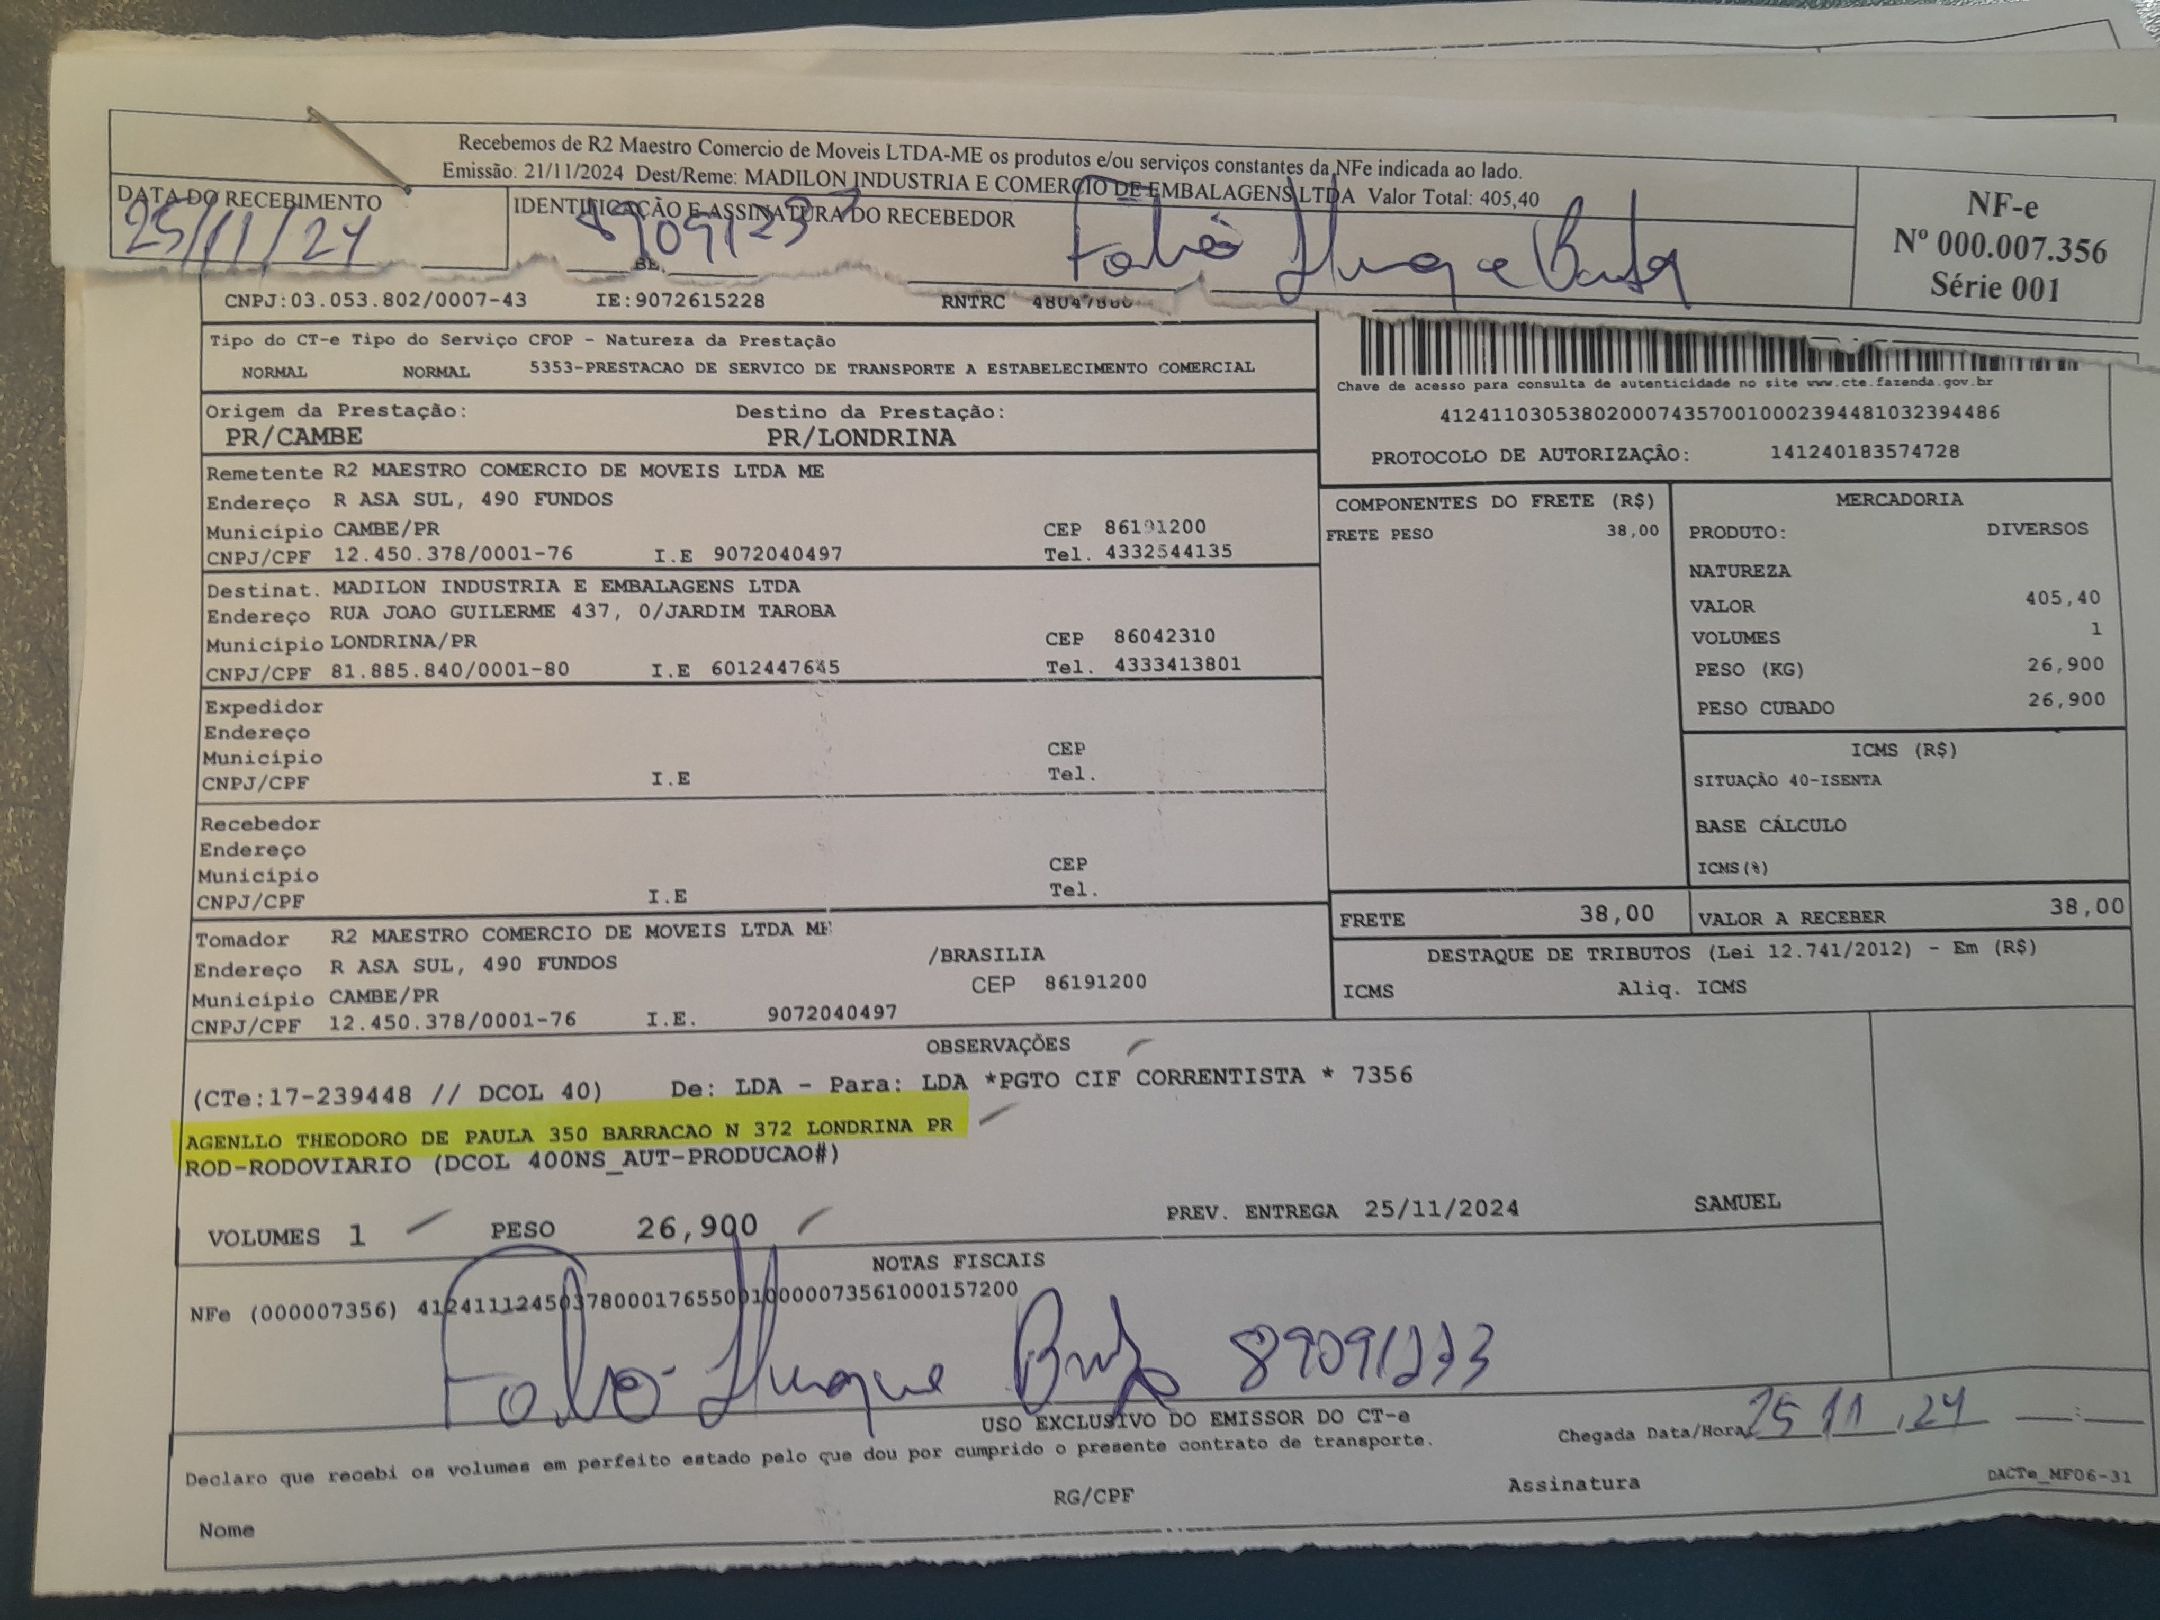 Recebemos de R2 Maestro Comercio de Moveis LTDA-ME os produtos e/ou serviços constantes da NFe indicada ao lado.
Emissão: 21/11/2024 Dest/Reme: MADILON INDUSTRIA E COMERCIO DE EMBALAGENS LTDA Valor Total: 405,40
DATA DO RECEBIMENTO
25/11/24
IDENTIFICAÇÃO E ASSINATURA DO RECEBEDOR
NF-e
Nº 000.007.356
Série 001
CNPJ:03.053.802/0007-43 IE:9072615228 RNTRC
Tipo do CT-e Tipo do Serviço CFOP - Natureza da Prestação
NORMAL NORMAL 5353-PRESTACAO DE SERVICO DE TRANSPORTE A ESTABELECIMENTO COMERCIAL
Chave de acesso para consulta de autenticidade no site www.cte.fazenda.gov.br
41241103053802000743570010002394481032394486
PROTOCOLO DE AUTORIZAÇÃO: 141240183574728
Origem da Prestação: Destino da Prestação:
PR/CAMBE PR/LONDRINA
Remetente R2 MAESTRO COMERCIO DE MOVEIS LTDA ME
Endereço R ASA SUL, 490 FUNDOS
Município CAMBE/PR CEP 86191200
CNPJ/CPF 12.450.378/0001-76 I.E 9072040497 Tel. 4332544135
Destinat. MADILON INDUSTRIA E EMBALAGENS LTDA
Endereço RUA JOAO GUILERME 437, 0/JARDIM TAROBA
Município LONDRINA/PR CEP 86042310
CNPJ/CPF 81.885.840/0001-80 I.E 6012447645 Tel. 4333413801
Expedidor
Endereço
Município CEP
CNPJ/CPF I.E Tel.
Recebedor
Endereço
Município CEP
CNPJ/CPF I.E Tel.
Tomador R2 MAESTRO COMERCIO DE MOVEIS LTDA ME
Endereço R ASA SUL, 490 FUNDOS /BRASILIA
Município CAMBE/PR CEP 86191200
CNPJ/CPF 12.450.378/0001-76 I.E. 9072040497
COMPONENTES DO FRETE (R$)
FRETE PESO 38,00
MERCADORIA
PRODUTO: DIVERSOS
NATUREZA
VALOR 405,40
VOLUMES 1
PESO (KG) 26,900
PESO CUBADO 26,900
ICMS (R$)
SITUAÇÃO 40-ISENTA
BASE CÁLCULO
ICMS(%)
FRETE 38,00 VALOR A RECEBER 38,00
DESTAQUE DE TRIBUTOS (Lei 12.741/2012) - Em (R$)
ICMS Aliq. ICMS
OBSERVAÇÕES
(CTe:17-239448 // DCOL 40) De: LDA - Para: LDA *PGTO CIF CORRENTISTA * 7356
AGENLLO THEODORO DE PAULA 350 BARRACAO N 372 LONDRINA PR
ROD-RODOVIARIO (DCOL 400NS_AUT-PRODUCAO#)
VOLUMES 1 PESO 26,900 PREV. ENTREGA 25/11/2024 SAMUEL
NOTAS FISCAIS
NFe (000007356) 41241112450378000176550010000073561000157200
USO EXCLUSIVO DO EMISSOR DO CT-e
Declaro que recebi os volumes em perfeito estado pelo que dou por cumprido o presente contrato de transporte.
Chegada Data/Hora 25 11 24
Nome RG/CPF Assinatura
DACTe_MF06-31